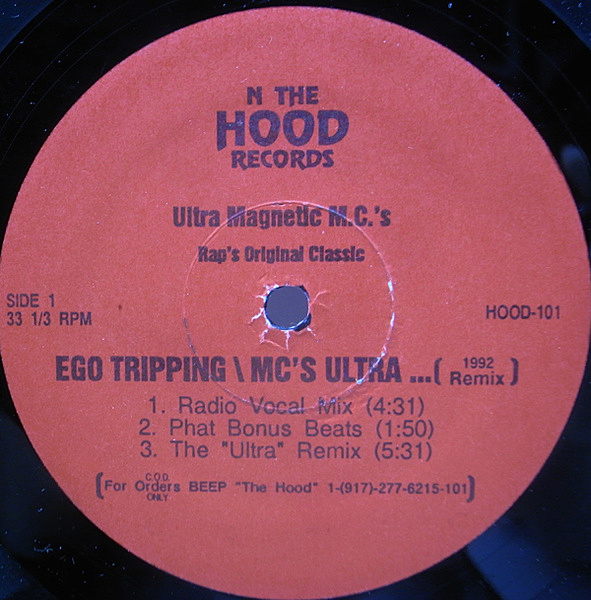 N THE
HOOD
RECORDS
Ultra Magnetic M.C.'s
Rap's Original Classic
SIDE 1
33 1/3 RPM
HOOD-101
EGO TRIPPING \ MC'S ULTRA ...( 1992 Remix )
1. Radio Vocal Mix (4:31)
2. Phat Bonus Beats (1:50)
3. The "Ultra" Remix (5:31)
C.O.D.
(For Orders BEEP "The Hood" 1-(917)-277-6215-101)
ONLY